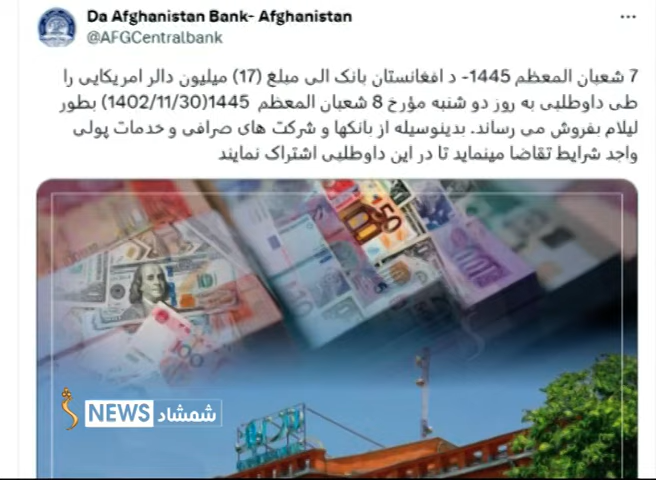 Da Afghanistan Bank- Afghanistan
@AFGCentralbank
7 شعبان المعظم 1445- د افغانستان بانک الی مبلغ (17) میلیون دالر امریکایی را
طی داوطلبی به روز دو شنبه مؤرخ 8 شعبان المعظم 1445(1402/11/30) بطور
لیلام بفروش می رساند. بدینوسیله از بانکها و شرکت های صرافی و خدمات پولی
واجد شرایط تقاضا مینماید تا در این داوطلبی اشتراک نمایند
50
100
100
شمشاد NEWS